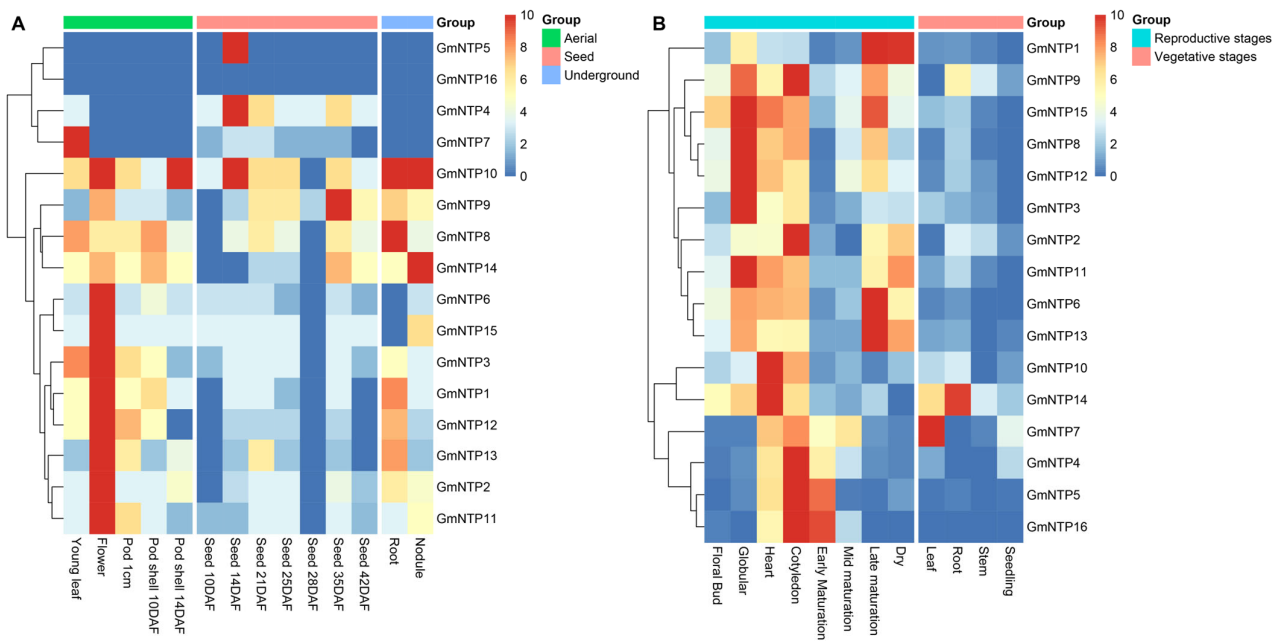 A
Group
GmNTP5
GmNTP16
GmNTP4
GmNTP7
GmNTP10
GmNTP9
GmNTP8
GmNTP14
GmNTP6
GmNTP15
GmNTP3
GmNTP1
GmNTP12
GmNTP13
GmNTP2
GmNTP11
Young leaf
Flower
Pod 1cm
Pod shell 10DAF
Pod shell 14DAF
Seed 10DAF
Seed 14DAF
Seed 21DAF
Seed 25DAF
Seed 28DAF
Seed 35DAF
Seed 42DAF
Root
Nodule
10
8
6
4
2
0
Group
Aerial
Seed
Underground
B
Group
GmNTP1
GmNTP9
GmNTP15
GmNTP8
GmNTP12
GmNTP3
GmNTP2
GmNTP11
GmNTP6
GmNTP13
GmNTP10
GmNTP14
GmNTP7
GmNTP4
GmNTP5
GmNTP16
Floral Bud
Globular
Heart
Cotyledon
Early Maturation
Mid maturation
Late maturation
Dry
Leaf
Root
Stem
Seedling
10
8
6
4
2
0
Group
Reproductive stages
Vegetative stages